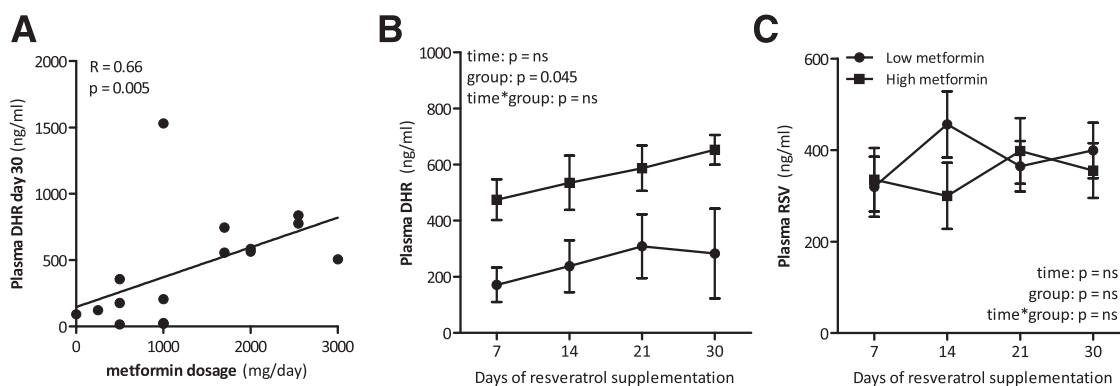 A
Plasma DHR day 30 (ng/ml)
2000
1500
1000
500
0
R = 0.66
p = 0.005
0 1000 2000 3000
metformin dosage (mg/day)
B
Plasma DHR (ng/ml)
1000
800
600
400
200
0
time: p = ns
group: p = 0.045
time*group: p = ns
7 14 21 30
Days of resveratrol supplementation
C
Plasma RSV (ng/ml)
600
400
200
0
Low metformin
High metformin
time: p = ns
group: p = ns
time*group: p = ns
7 14 21 30
Days of resveratrol supplementation